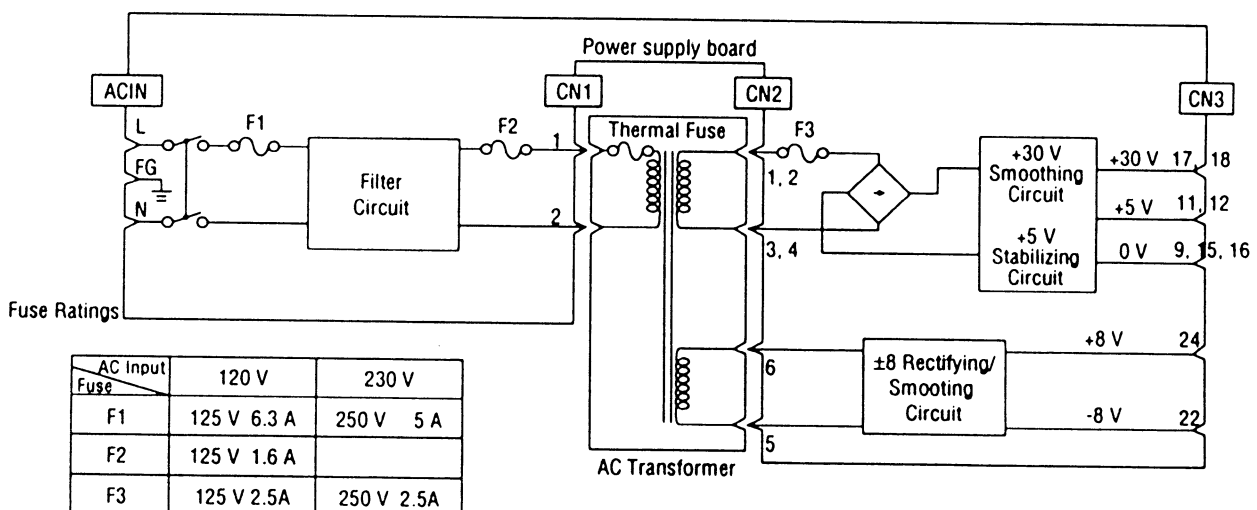 Power supply board
ACIN
CN1
CN2
CN3
L
F1
F2
1
Thermal Fuse
F3
+30 V
Smoothing
Circuit
+30 V
17, 18
FG
Filter
Circuit
1, 2
+5 V
11, 12
N
2
3, 4
+5 V
Stabilizing
Circuit
0 V
9, 15, 16
Fuse Ratings
AC Input
Fuse
120 V
230 V
F1
125 V 6.3 A
250 V 5 A
F2
125 V 1.6 A
F3
125 V 2.5A
250 V 2.5A
6
±8 Rectifying/
Smooting
Circuit
+8 V
24
-8 V
22
5
AC Transformer